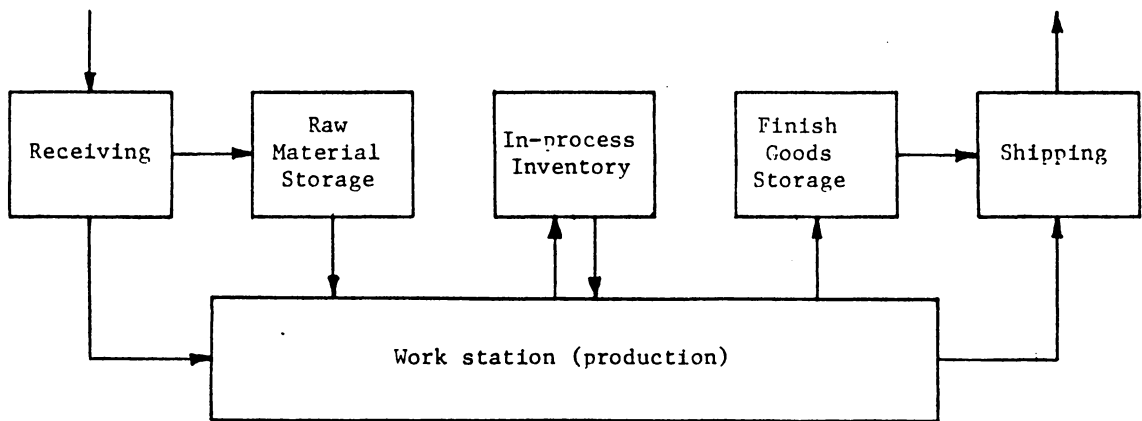 Receiving
Raw
Material
Storage
In-process
Inventory
Finish
Goods
Storage
Shipping
Work station (production)